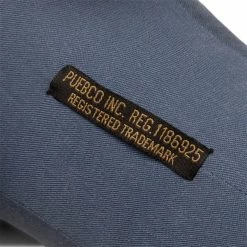 PUEBCO INC. REG.1186925
REGISTERED TRADEMARK